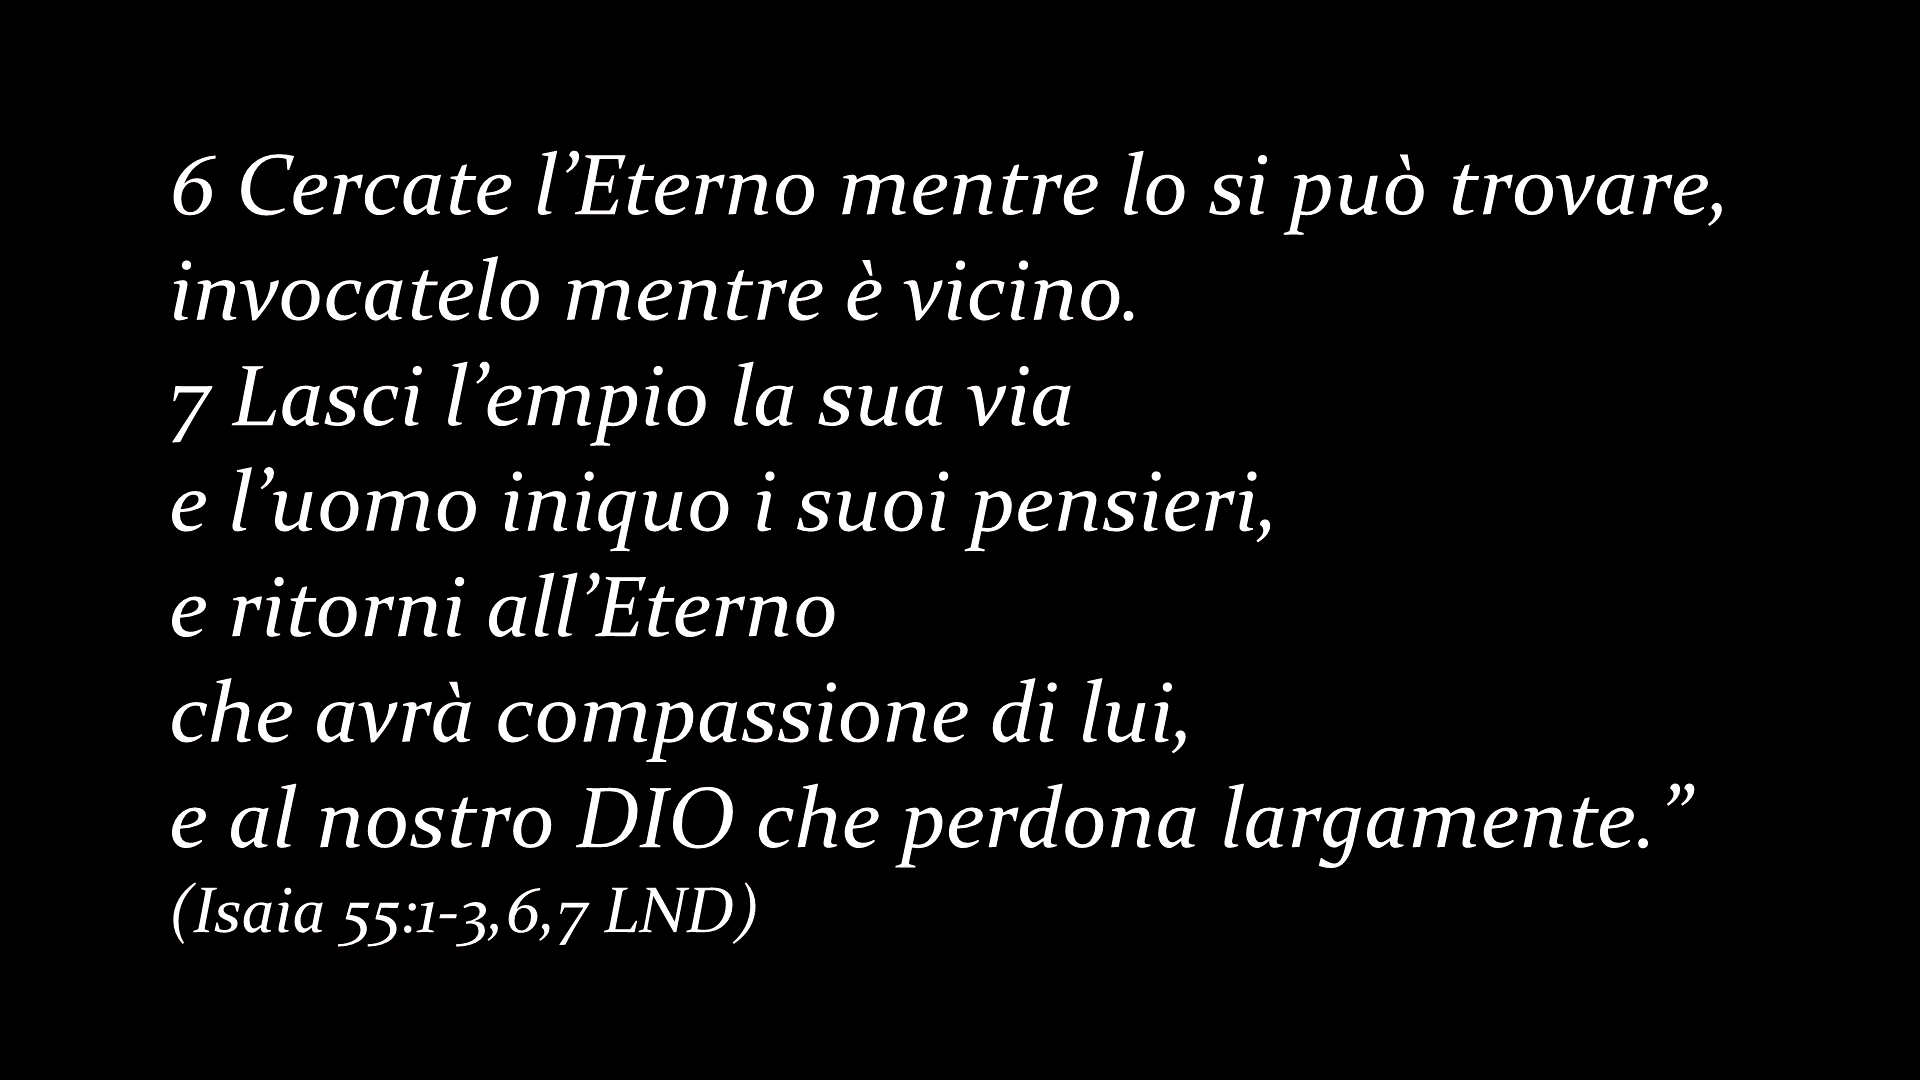 6 Cercate l’Eterno mentre lo si può trovare,
invocatelo mentre è vicino.
7 Lasci l’empio la sua via
e l’uomo iniquo i suoi pensieri,
e ritorni all’Eterno
che avrà compassione di lui,
e al nostro DIO che perdona largamente.”
(Isaia 55:1-3,6,7 LND)